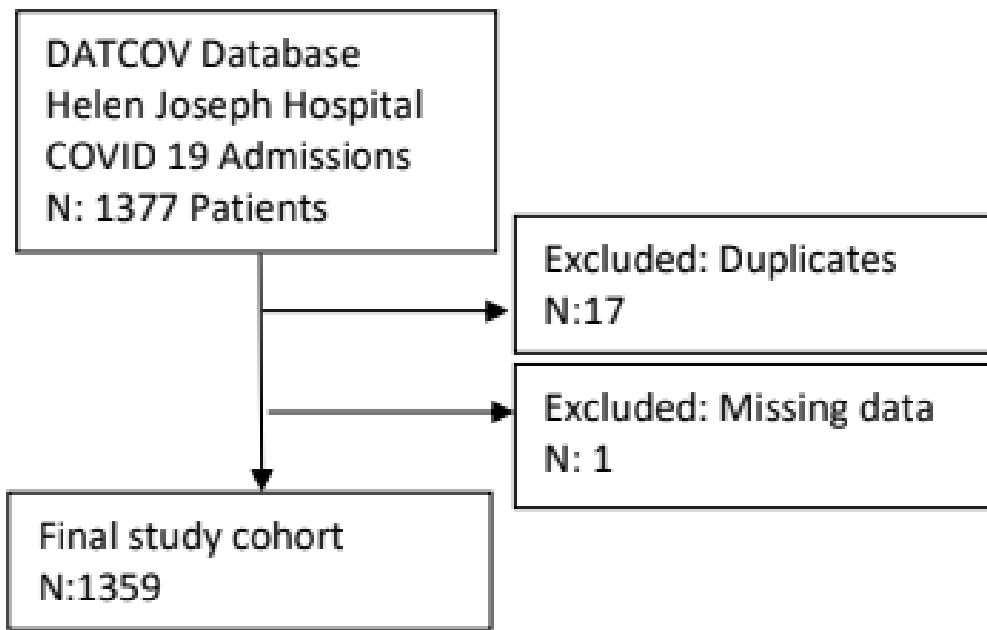 DATCOV Database
Helen Joseph Hospital
COVID 19 Admissions
N: 1377 Patients
Excluded: Duplicates
N:17
Excluded: Missing data
N: 1
Final study cohort
N:1359